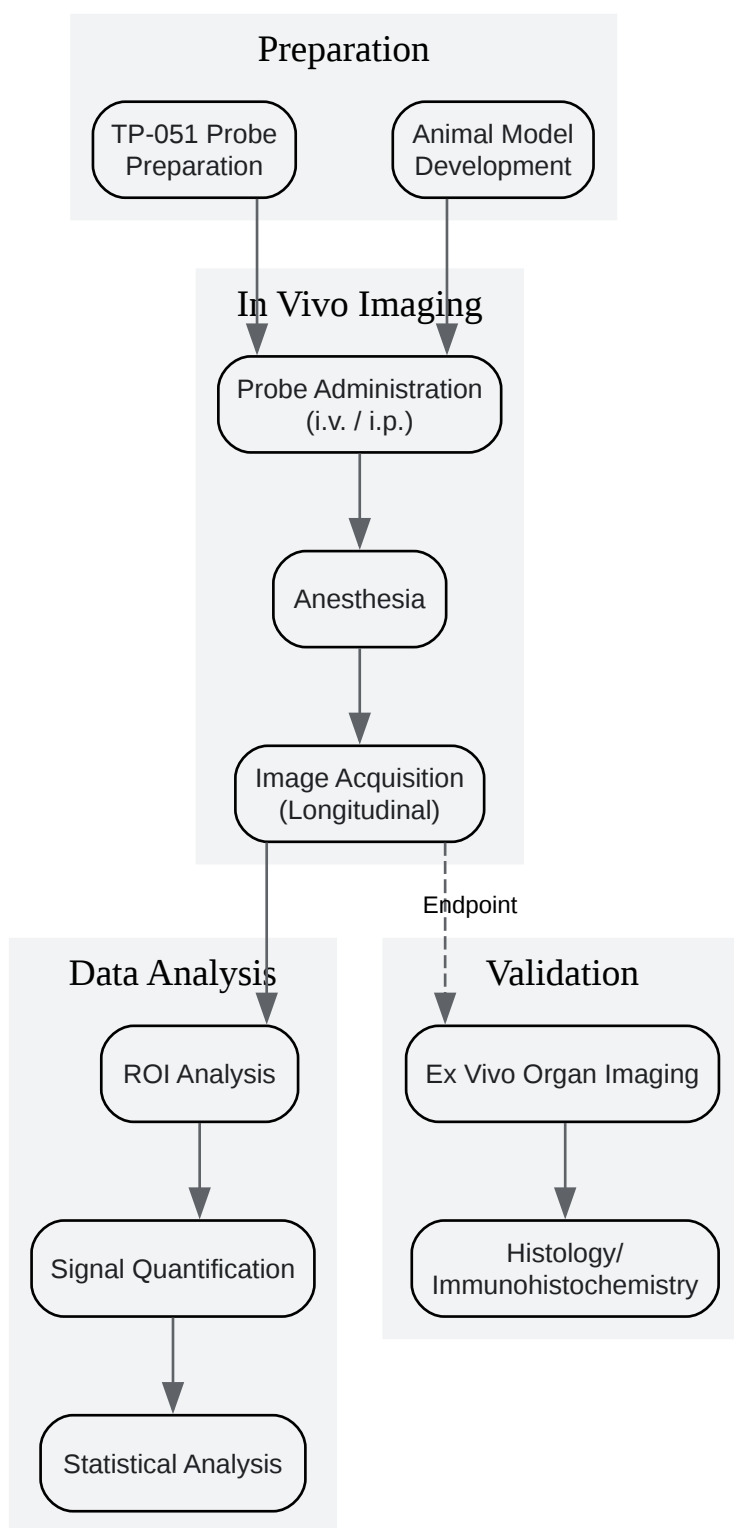 Preparation
TP-051 Probe
Preparation
Animal Model
Development
In Vivo Imaging
Probe Administration
(i.v. / i.p.)
Anesthesia
Image Acquisition
(Longitudinal)
Endpoint
Data Analysis
ROI Analysis
Signal Quantification
Statistical Analysis
Validation
Ex Vivo Organ Imaging
Histology/
Immunohistochemistry